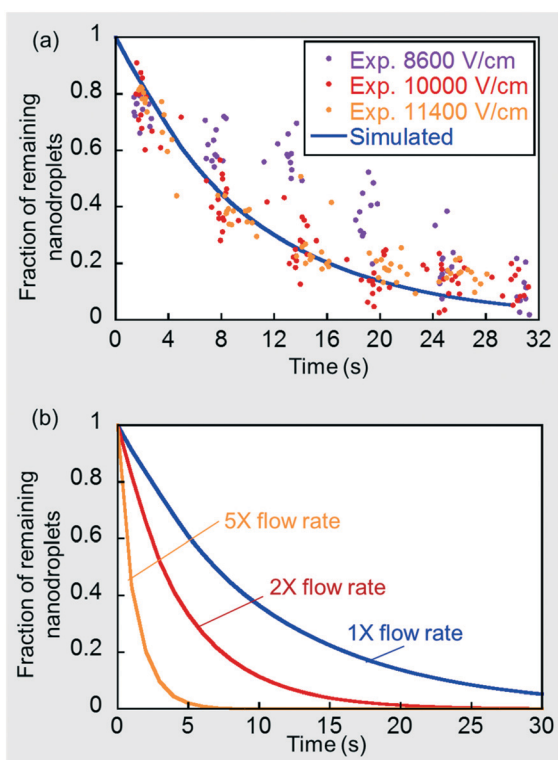 (a)
1
0.8
0.6
0.4
0.2
0
Fraction of remaining
nanodroplets
Exp. 8600 V/cm
Exp. 10000 V/cm
Exp. 11400 V/cm
Simulated
0 4 8 12 16 20 24 28 32
Time (s)
(b)
1
0.8
0.6
0.4
0.2
0
Fraction of remaining
nanodroplets
5X flow rate
2X flow rate
1X flow rate
0 5 10 15 20 25 30
Time (s)